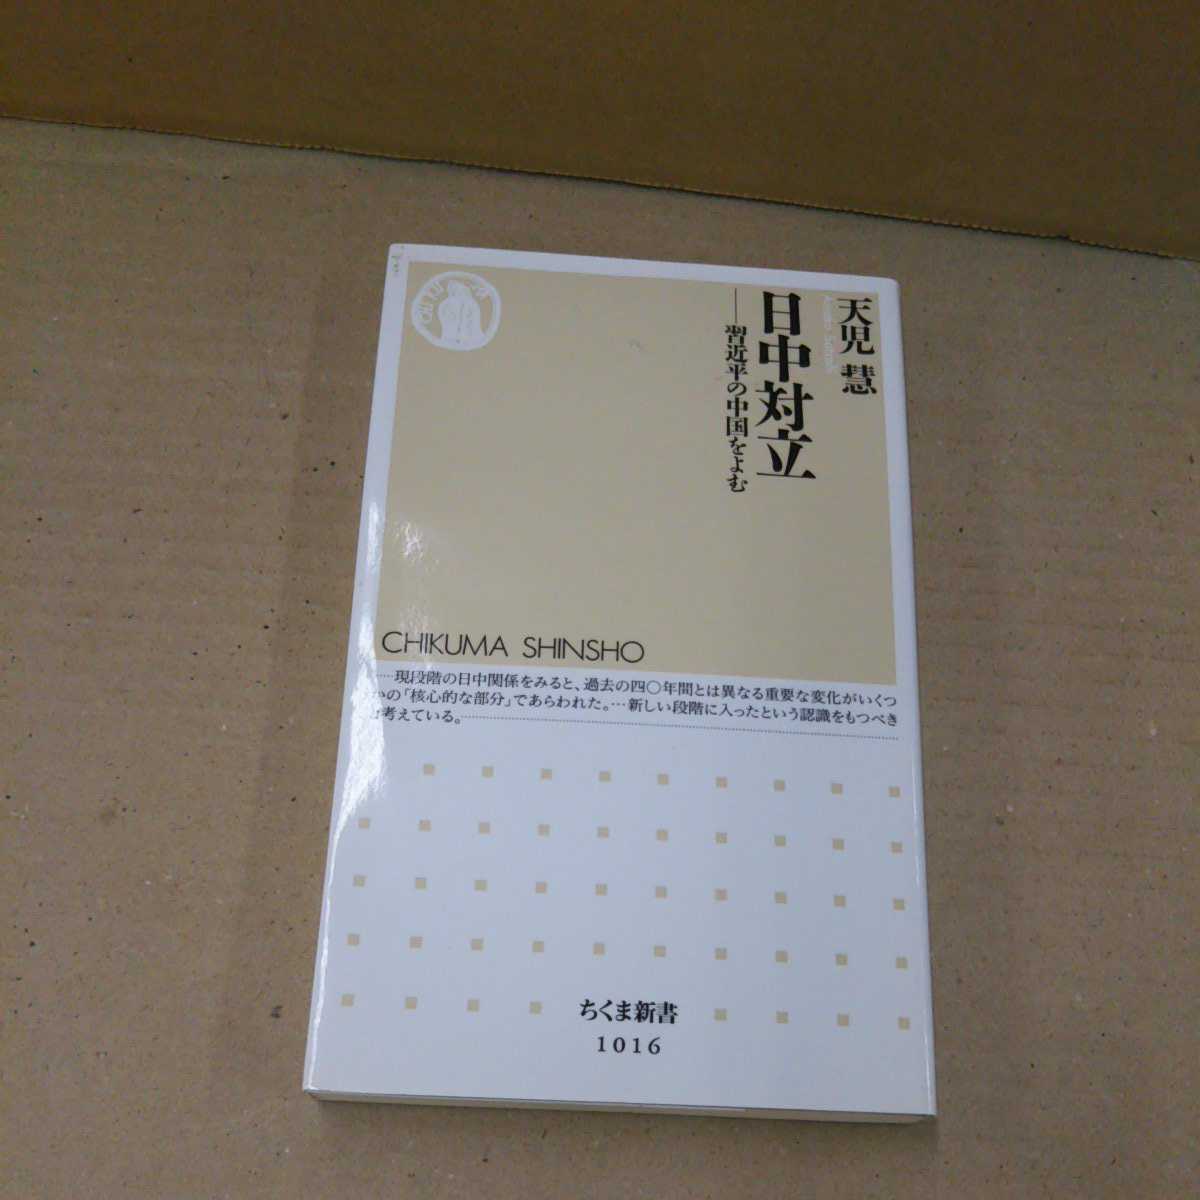 天児 慧
日中対立
──習近平の中国をよむ
CHIKUMA SHINSHO
……現段階の日中関係をみると、過去の四〇年間とは異なる重要な変化がいくつ
かの「核心的な部分」であらわれた。…新しい段階に入ったという認識をもつべき
考えている。
ちくま新書
1016